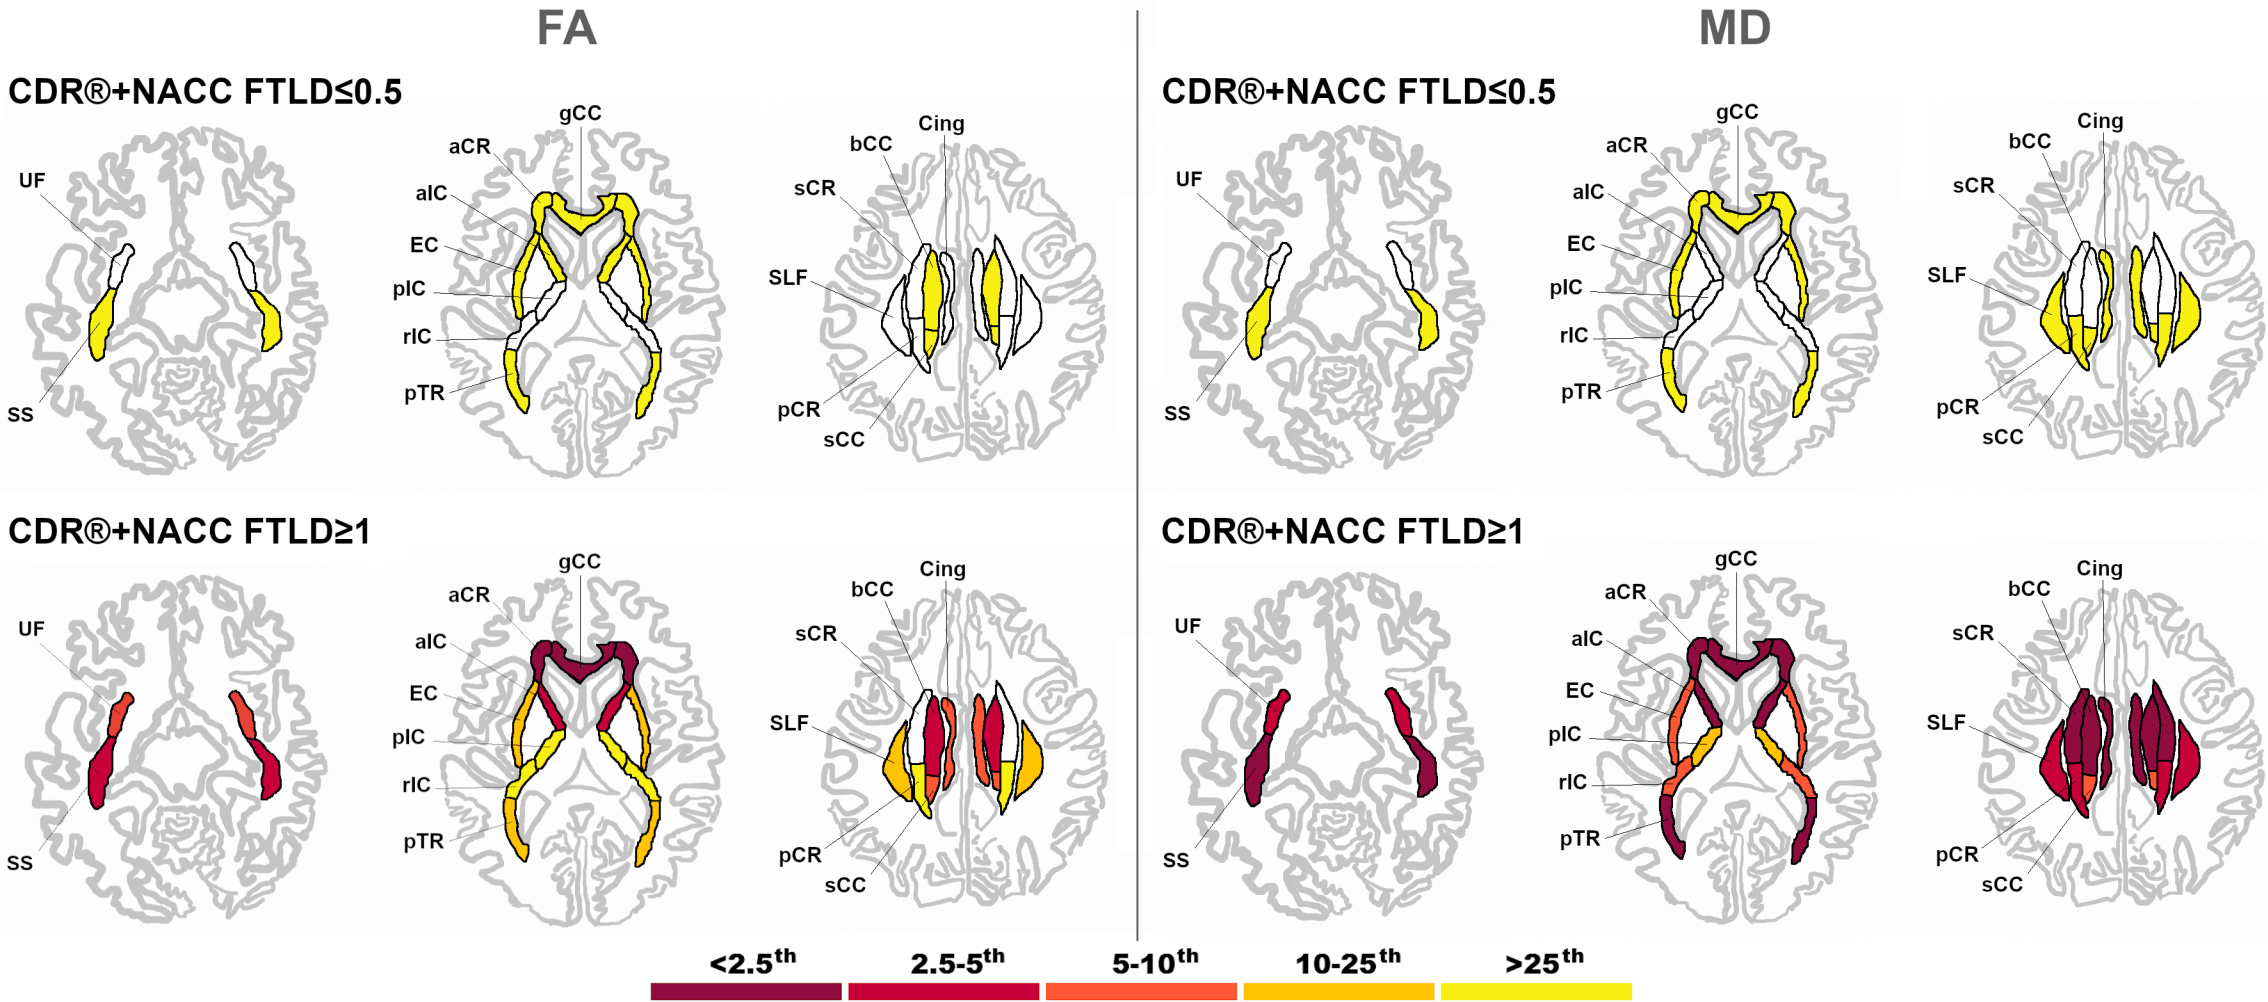 FA
MD
CDR®+NACC FTLD≤0.5
UF
SS
gCC
aCR
aIC
EC
pIC
rIC
pTR
Cing
bCC
sCR
SLF
pCR
sCC
CDR®+NACC FTLD≤0.5
UF
SS
gCC
aCR
aIC
EC
pIC
rIC
pTR
Cing
bCC
sCR
SLF
pCR
sCC
CDR®+NACC FTLD≥1
UF
SS
gCC
aCR
aIC
EC
pIC
rIC
pTR
Cing
bCC
sCR
SLF
pCR
sCC
CDR®+NACC FTLD≥1
UF
SS
gCC
aCR
aIC
EC
pIC
rIC
pTR
Cing
bCC
sCR
SLF
pCR
sCC
<2.5th 2.5-5th 5-10th 10-25th >25th